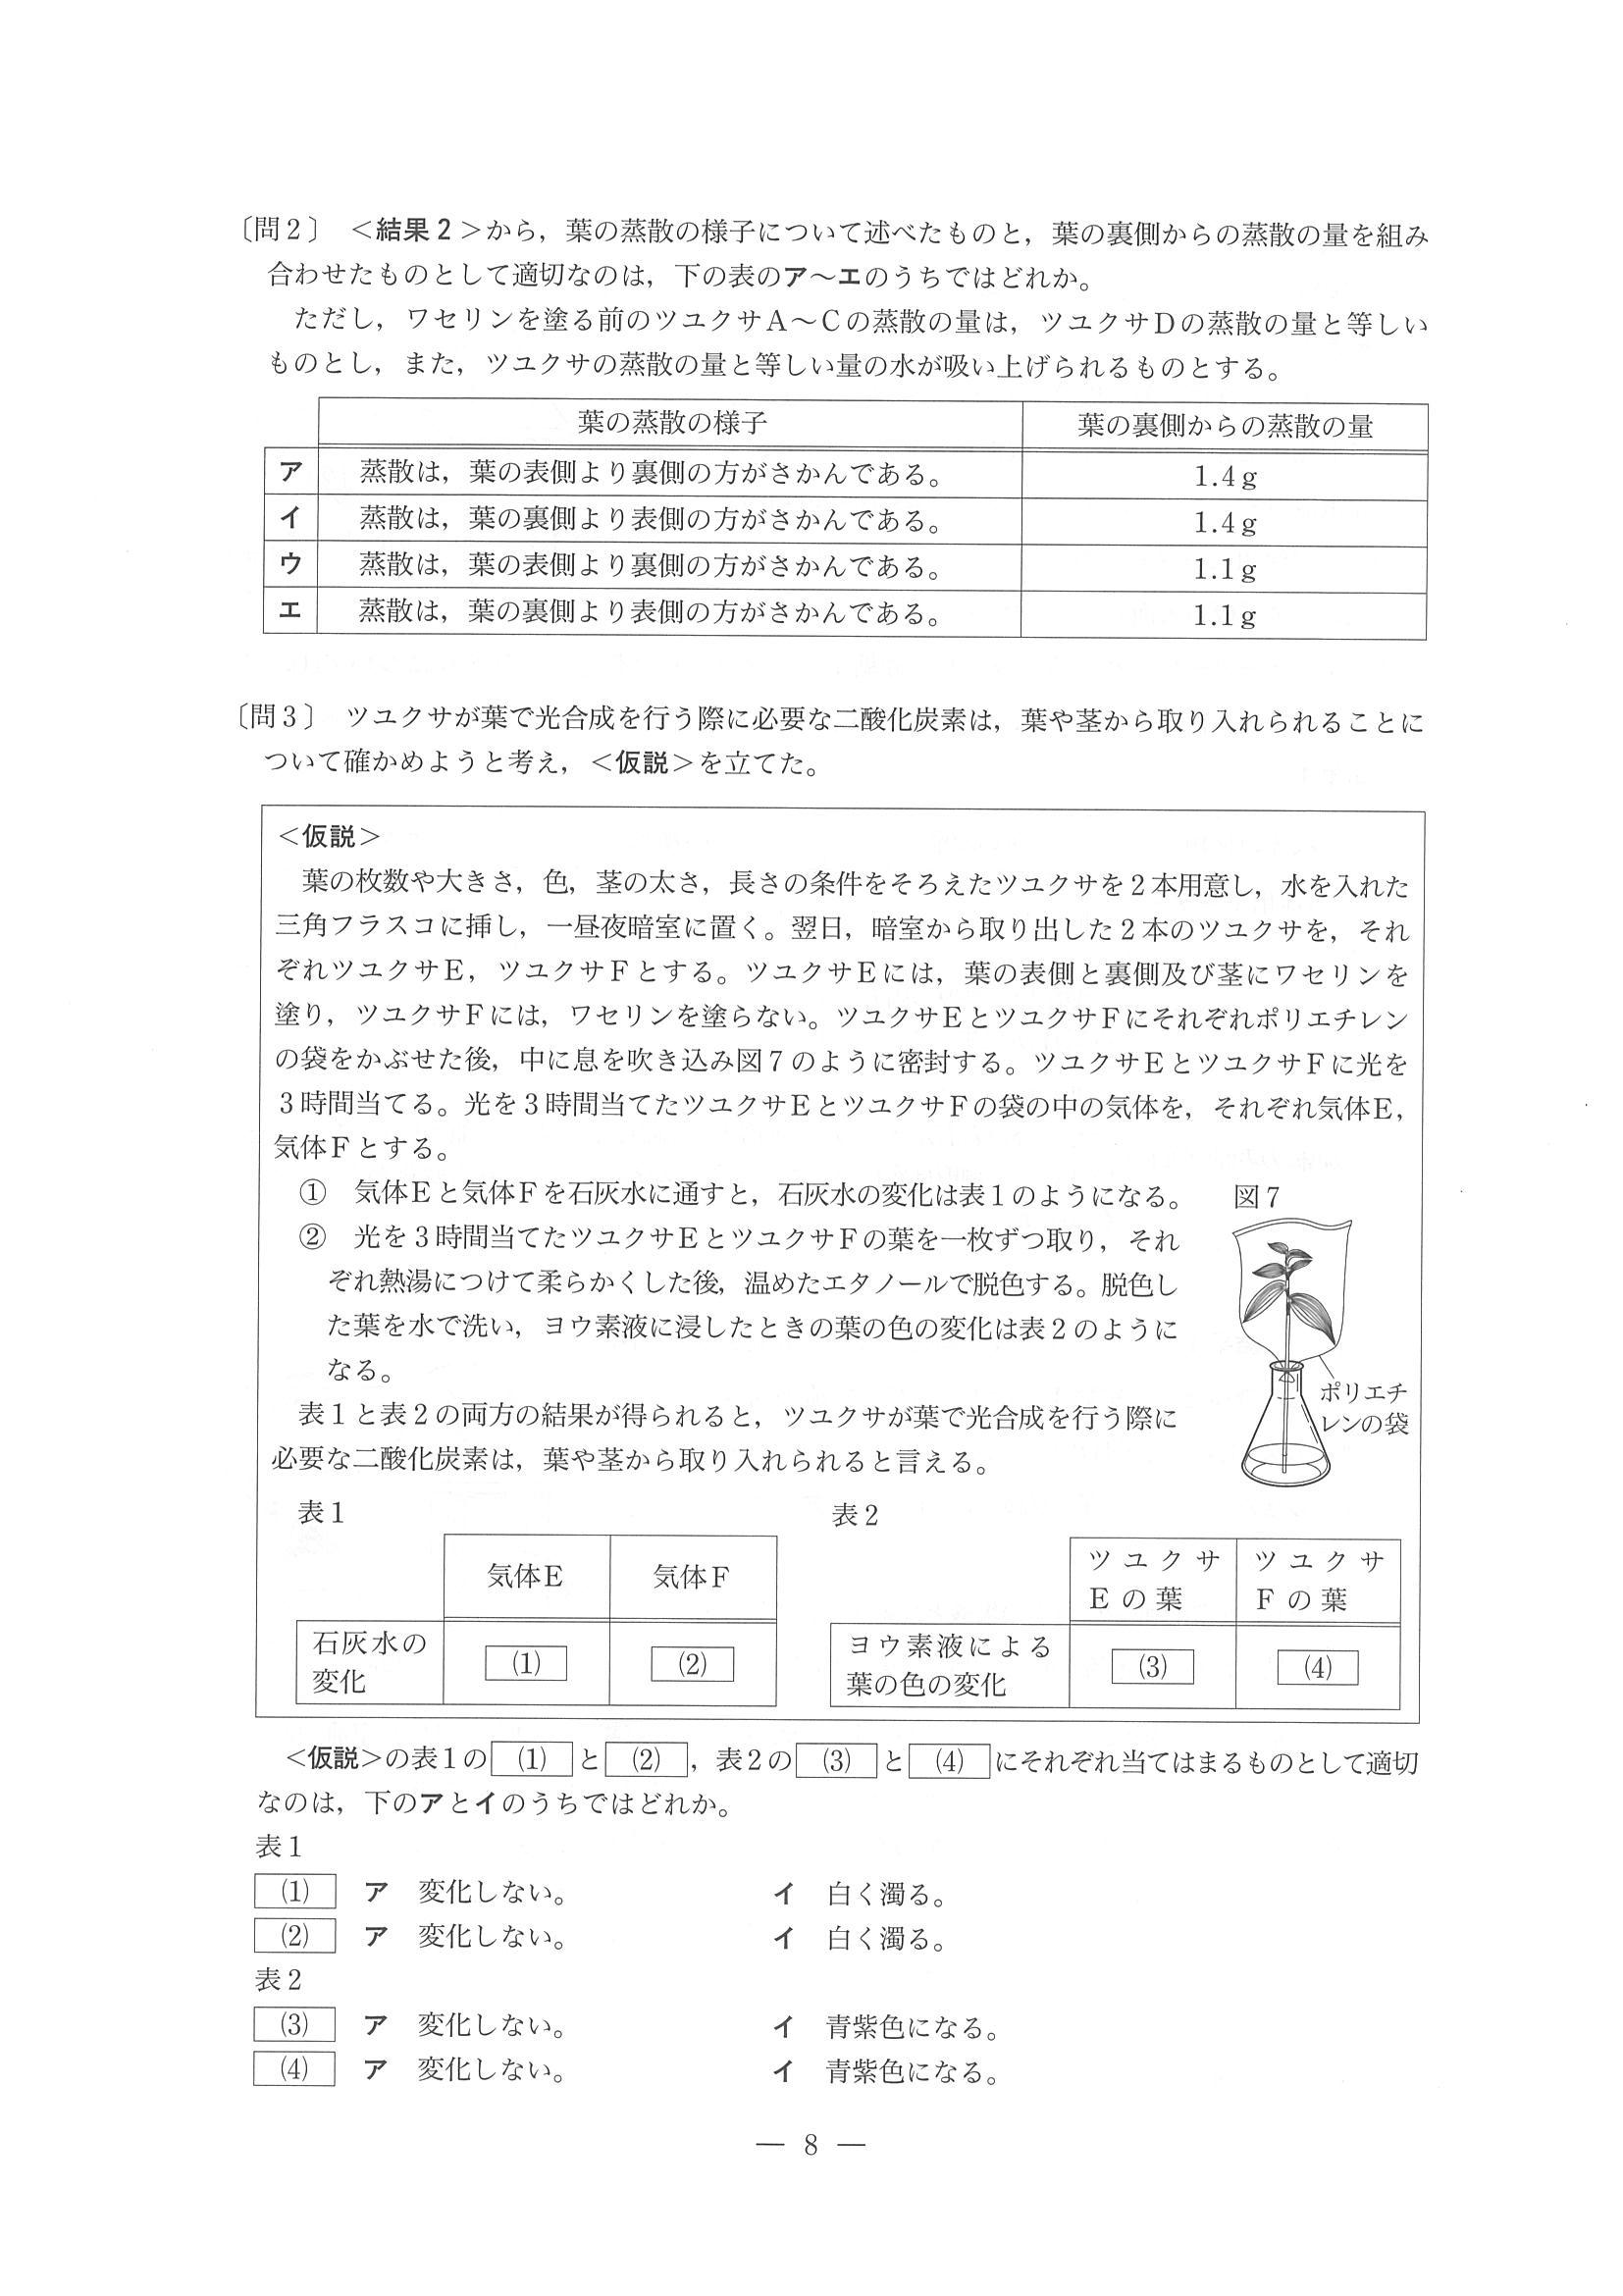 〔問２〕 ＜結果２＞から，葉の蒸散の様子について述べたものと，葉の裏側からの蒸散の量を組み
合わせたものとして適切なのは，下の表のア～エのうちではどれか。
ただし，ワセリンを塗る前のツユクサＡ～Ｃの蒸散の量は，ツユクサＤの蒸散の量と等しい
ものとし，また，ツユクサの蒸散の量と等しい量の水が吸い上げられるものとする。
葉の蒸散の様子 葉の裏側からの蒸散の量
ア 蒸散は，葉の表側より裏側の方がさかんである。 1.4ｇ
イ 蒸散は，葉の裏側より表側の方がさかんである。 1.4ｇ
ウ 蒸散は，葉の表側より裏側の方がさかんである。 1.1ｇ
エ 蒸散は，葉の裏側より表側の方がさかんである。 1.1ｇ
〔問３〕 ツユクサが葉で光合成を行う際に必要な二酸化炭素は，葉や茎から取り入れられることに
ついて確かめようと考え，＜仮説＞を立てた。
＜仮説＞
葉の枚数や大きさ，色，茎の太さ，長さの条件をそろえたツユクサを２本用意し，水を入れた
三角フラスコに挿し，一昼夜暗室に置く。翌日，暗室から取り出した２本のツユクサを，それ
ぞれツユクサＥ，ツユクサＦとする。ツユクサＥには，葉の表側と裏側及び茎にワセリンを
塗り，ツユクサＦには，ワセリンを塗らない。ツユクサＥとツユクサＦにそれぞれポリエチレン
の袋をかぶせた後，中に息を吹き込み図７のように密封する。ツユクサＥとツユクサＦに光を
３時間当てる。光を３時間当てたツユクサＥとツユクサＦの袋の中の気体を，それぞれ気体Ｅ，
気体Ｆとする。
① 気体Ｅと気体Ｆを石灰水に通すと，石灰水の変化は表１のようになる。
② 光を３時間当てたツユクサＥとツユクサＦの葉を一枚ずつ取り，それ
ぞれ熱湯につけて柔らかくした後，温めたエタノールで脱色する。脱色し
た葉を水で洗い，ヨウ素液に浸したときの葉の色の変化は表２のように
なる。
表１と表２の両方の結果が得られると，ツユクサが葉で光合成を行う際に
必要な二酸化炭素は，葉や茎から取り入れられると言える。
図７
ポリエチ
レンの袋
表１
気体Ｅ 気体Ｆ
石灰水の
変化
(1) (2)
表２
ツユクサ
Ｅの葉
ツユクサ
Ｆの葉
ヨウ素液による
葉の色の変化
(3) (4)
＜仮説＞の表１の (1) と (2) ，表２の (3) と (4) にそれぞれ当てはまるものとして適切
なのは，下のアとイのうちではどれか。
表１
(1) ア 変化しない。 イ 白く濁る。
(2) ア 変化しない。 イ 白く濁る。
表２
(3) ア 変化しない。 イ 青紫色になる。
(4) ア 変化しない。 イ 青紫色になる。
― 8 ―